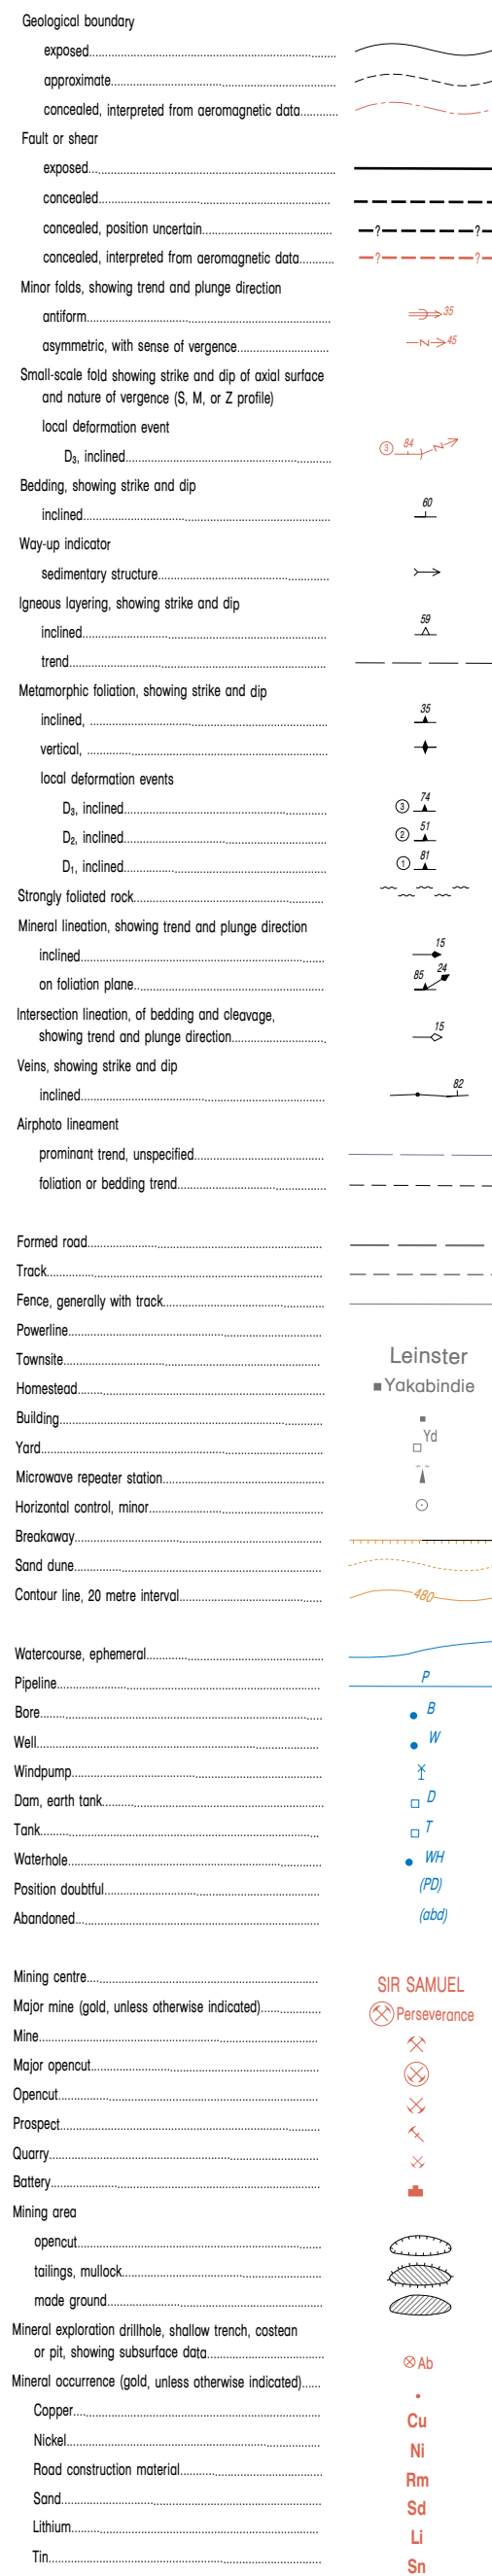 Geological boundary
exposed
approximate
concealed, interpreted from aeromagnetic data
Fault or shear
exposed
concealed
concealed, position uncertain ? ?
concealed, interpreted from aeromagnetic data ? ?
Minor folds, showing trend and plunge direction
antiform 35
asymmetric, with sense of vergence N 45
Small-scale fold showing strike and dip of axial surface
and nature of vergence (S, M, or Z profile)
local deformation event
D₃, inclined 3 84 N
Bedding, showing strike and dip
inclined 60
Way-up indicator
sedimentary structure
Igneous layering, showing strike and dip
inclined 59
trend
Metamorphic foliation, showing strike and dip
inclined, 35
vertical,
local deformation events
D₃, inclined 3 74
D₂, inclined 2 51
D₁, inclined 1 81
Strongly foliated rock
Mineral lineation, showing trend and plunge direction
inclined 15
on foliation plane 85 24
Intersection lineation, of bedding and cleavage,
showing trend and plunge direction 15
Veins, showing strike and dip
inclined 82
Airphoto lineament
prominant trend, unspecified
foliation or bedding trend
Formed road
Track
Fence, generally with track
Powerline
Townsite Leinster
Homestead Yakabindie
Building
Yard Yd
Microwave repeater station
Horizontal control, minor
Breakaway
Sand dune
Contour line, 20 metre interval 480
Watercourse, ephemeral
Pipeline P
Bore B
Well W
Windpump
Dam, earth tank D
Tank T
Waterhole WH
Position doubtful (PD)
Abandoned (abd)
Mining centre SIR SAMUEL
Major mine (gold, unless otherwise indicated) Perseverance
Mine
Major opencut
Opencut
Prospect
Quarry
Battery
Mining area
opencut
tailings, mullock
made ground
Mineral exploration drillhole, shallow trench, costean
or pit, showing subsurface data Ab
Mineral occurrence (gold, unless otherwise indicated)
Copper Cu
Nickel Ni
Road construction material Rm
Sand Sd
Lithium Li
Tin Sn